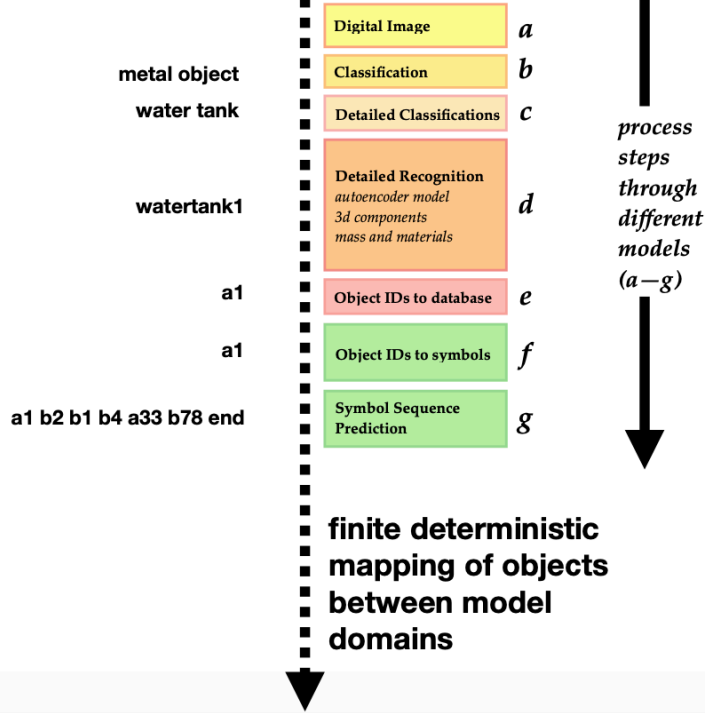 Digital Image
a
metal object
Classification
b
water tank
Detailed Classifications
c
watertank1
Detailed Recognition
autoencoder model
3d components
mass and materials
d
a1
Object IDs to database
e
a1
Object IDs to symbols
f
a1 b2 b1 b4 a33 b78 end
Symbol Sequence
Prediction
g
process
steps
through
different
models
(a—g)
finite deterministic
mapping of objects
between model
domains